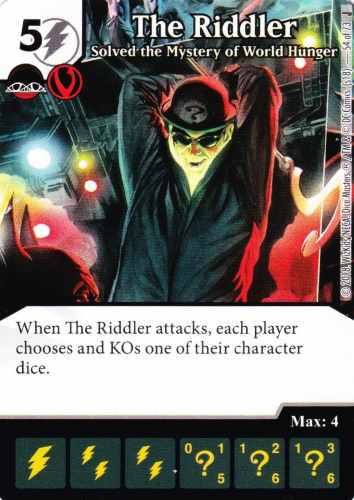 5
The Riddler
Solved the Mystery of World Hunger
When The Riddler attacks, each player
chooses and KOs one of their character
dice.
Max: 4
0 ? 1 5
1 ? 2 6
1 ? 3 6